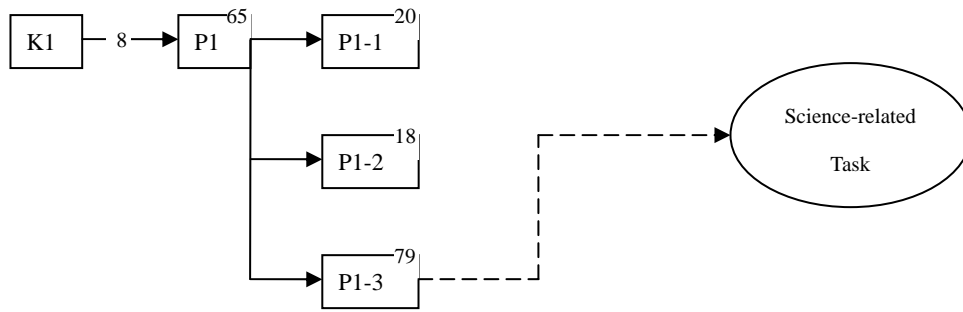 65
20
K1
8
P1
P1-1
18
P1-2
Science-related
Task
79
P1-3